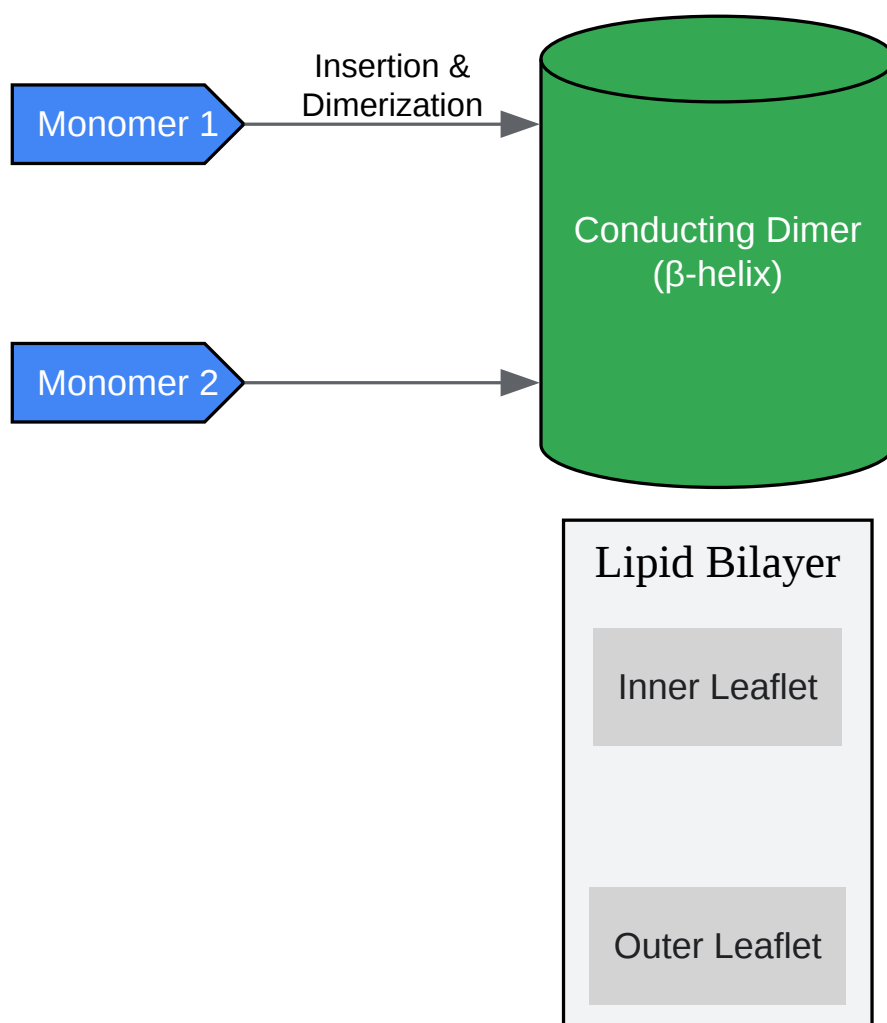 Insertion &
Dimerization
Monomer 1
Conducting Dimer
(β-helix)
Monomer 2
Lipid Bilayer
Inner Leaflet
Outer Leaflet